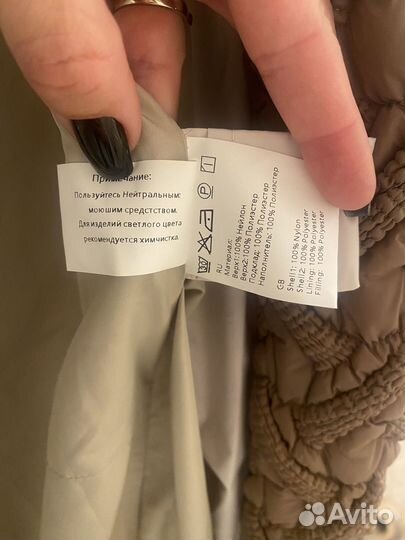 Примечание:
Пользуйтесь Нейтральным
моющим средстством.
Для изделий светлого цвета
рекомендуется химчистка.
P
RU
Материал:
Верх1:100% Нейлон
Верх2:100% Полиэстер
Подклад: 100% Полиэстер
Наполнитель: 100% Полиэстер
GB
Shell1: 100% Nylon
Shell2: 100% Polyester
Lining: 100% Polyester
Filling: 100% Polyester
Avito